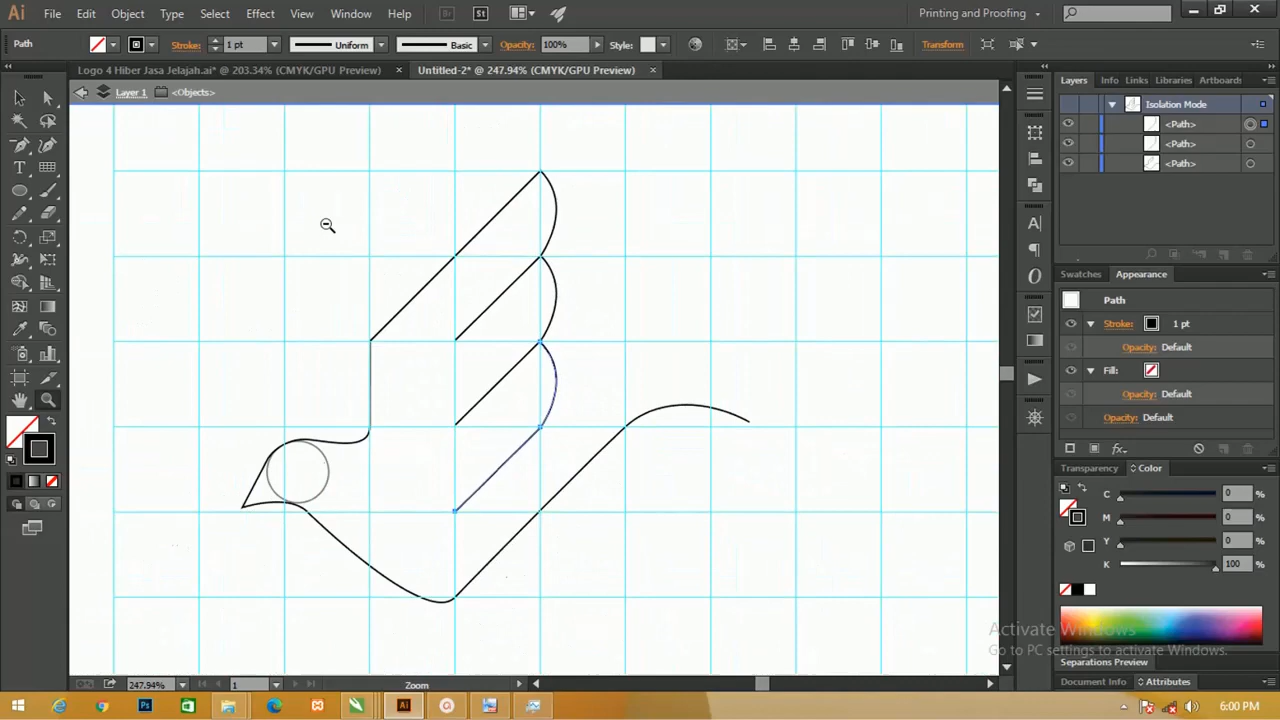 Ai File Edit Object Type Select Effect View Window Help Br St Printing and Proofing
Path Stroke: 1 pt Uniform Basic Opacity: 100% Style: Transform
Logo 4 Hiber Jasa Jelajah.ai* @ 203.34% (CMYK/GPU Preview) × Untitled-2* @ 247.94% (CMYK/GPU Preview) ×
Layer 1 <Objects>
Layers Info Links Libraries Artboards
Isolation Mode
<Path>
<Path>
<Path>
Swatches Appearance
Path
Stroke: 1 pt
Opacity: Default
Fill:
Opacity: Default
Opacity: Default
Transparency Color
C 0 %
M 0 %
Y 0 %
K 100 %
Activate Windows
Go to PC settings to activate Windows.
Separations Preview
Document Info Attributes
247.94% 1 Zoom
6:00 PM